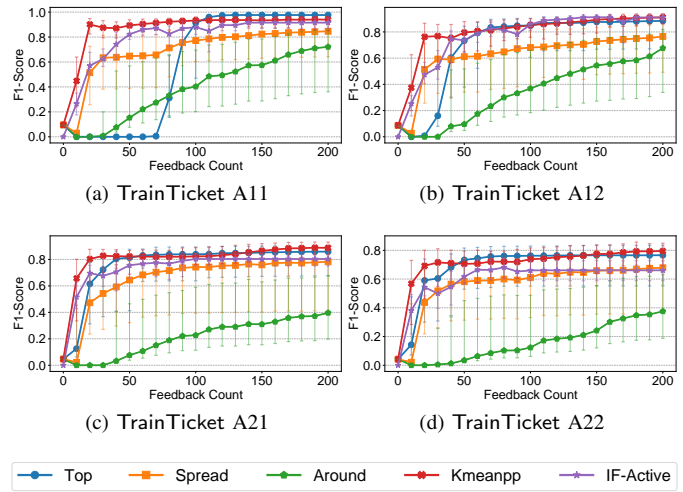 1.0
0.8
0.6
0.4
0.2
0.0
F1-Score
0 50 100 150 200
Feedback Count
(a) TrainTicket A11
0.8
0.6
0.4
0.2
0.0
F1-Score
0 50 100 150 200
Feedback Count
(b) TrainTicket A12
0.8
0.6
0.4
0.2
0.0
F1-Score
0 50 100 150 200
Feedback Count
(c) TrainTicket A21
0.8
0.6
0.4
0.2
0.0
F1-Score
0 50 100 150 200
Feedback Count
(d) TrainTicket A22
Top Spread Around Kmeanpp IF-Active